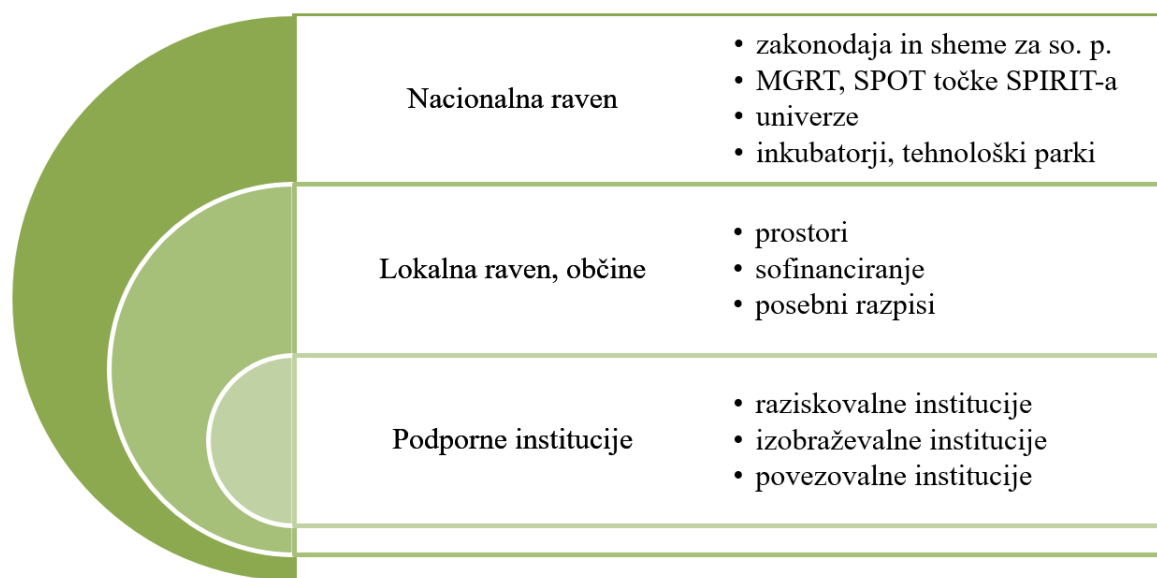 Nacionalna raven
• zakonodaja in sheme za so. p.
• MGRT, SPOT točke SPIRIT-a
• univerze
• inkubatorji, tehnološki parki
Lokalna raven, občine
• prostori
• sofinanciranje
• posebni razpisi
Podporne institucije
• raziskovalne institucije
• izobraževalne institucije
• povezovalne institucije